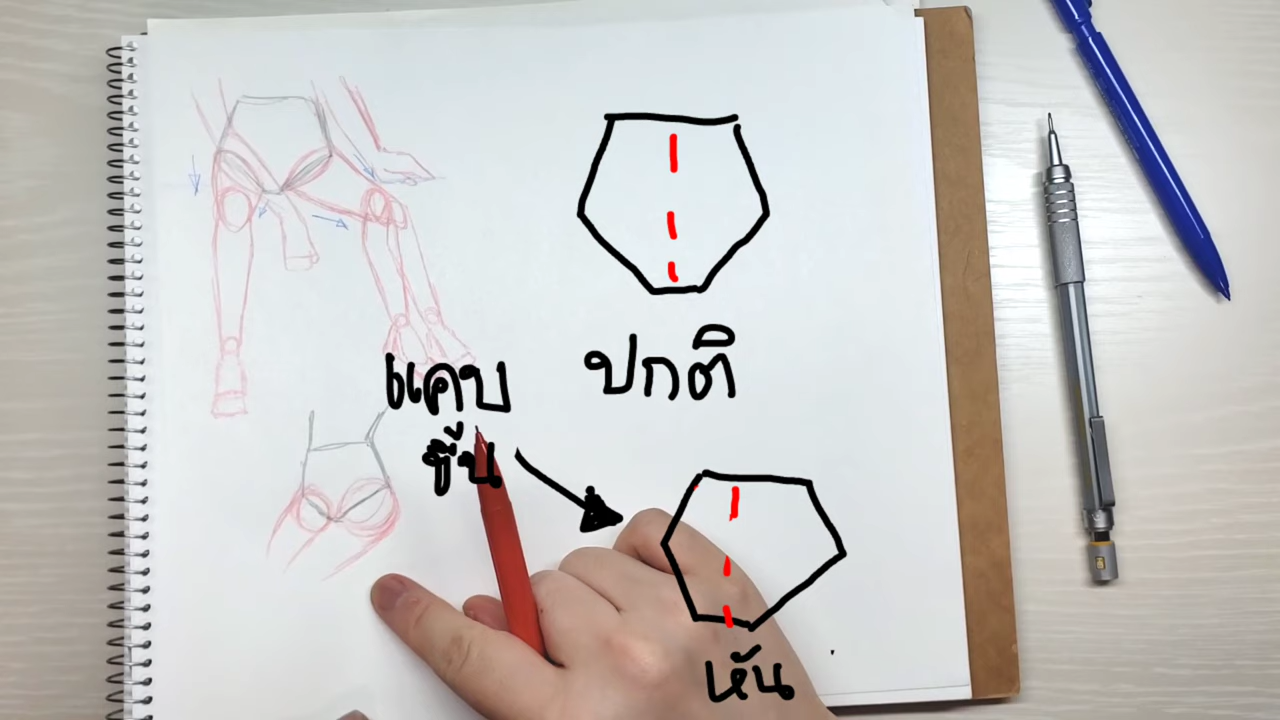 ปกติ
แคบ
ขึ้น
หัน